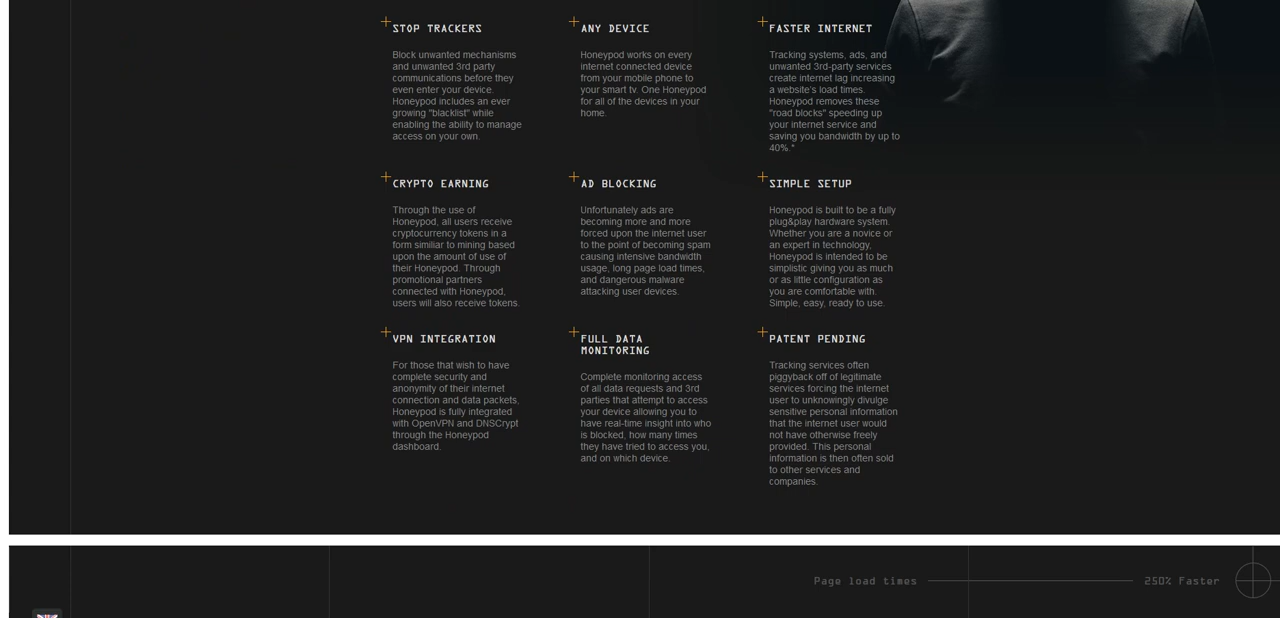 STOP TRACKERS
Block unwanted mechanisms
and unwanted 3rd party
communications before they
even enter your device.
Honeypod includes an ever
growing "blacklist" while
enabling the ability to manage
access on your own.
ANY DEVICE
Honeypod works on every
internet connected device
from your mobile phone to
your smart tv. One Honeypod
for all of the devices in your
home.
FASTER INTERNET
Tracking systems, ads, and
unwanted 3rd-party services
create internet lag increasing
a website's load times.
Honeypod removes these
"road blocks" speeding up
your internet service and
saving you bandwidth by up to
40%.*
CRYPTO EARNING
Through the use of
Honeypod, all users receive
cryptocurrency tokens in a
form similiar to mining based
upon the amount of use of
their Honeypod. Through
promotional partners
connected with Honeypod,
users will also receive tokens.
AD BLOCKING
Unfortunately ads are
becoming more and more
forced upon the internet user
to the point of becoming spam
causing intensive bandwidth
usage, long page load times,
and dangerous malware
attacking user devices.
SIMPLE SETUP
Honeypod is built to be a fully
plug&play hardware system.
Whether you are a novice or
an expert in technology,
Honeypod is intended to be
simplistic giving you as much
or as little configuration as
you are comfortable with.
Simple, easy, ready to use.
VPN INTEGRATION
For those that wish to have
complete security and
anonymity of their internet
connection and data packets,
Honeypod is fully integrated
with OpenVPN and DNSCrypt
through the Honeypod
dashboard.
FULL DATA
MONITORING
Complete monitoring access
of all data requests and 3rd
parties that attempt to access
your device allowing you to
have real-time insight into who
is blocked, how many times
they have tried to access you,
and on which device.
PATENT PENDING
Tracking services often
piggyback off of legitimate
services forcing the internet
user to unknowingly divulge
sensitive personal information
that the internet user would
not have otherwise freely
provided. This personal
information is then often sold
to other services and
companies.
Page load times
250% Faster